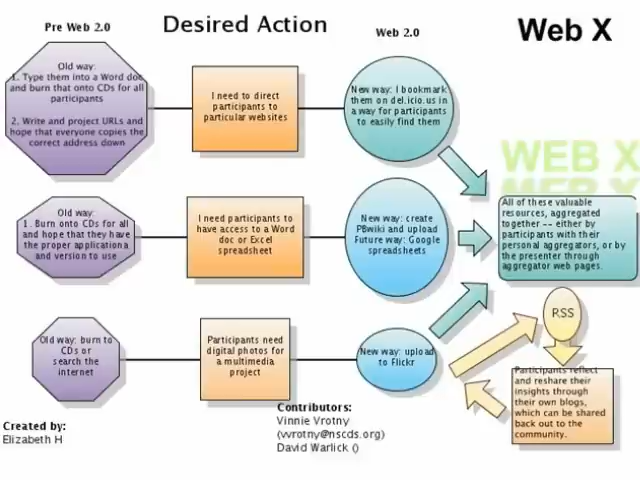 Pre Web 2.0
Desired Action
Web 2.0
Web X
Old way:
1. Type them into a Word doc
and burn that onto CDs for all
participants
2. Write and project URLs and
hope that everyone copies the
correct address down
I need to direct
participants to
particular websites
New way: I bookmark
them on del.icio.us in
a way for participants
to easily find them
WEB X
WEB X
Old way:
1. Burn onto CDs for all
and hope that they have
the proper application
and version to use
I need participants to
have access to a Word
doc or Excel
spreadsheet
New way: create
PBwiki and upload
Future way: Google
spreadsheets
All of these valuable
resources, aggregated
together -- either by
participants with their
personal aggregators, or by
the presenter through
aggregator web pages.
Old way: burn to
CDs or
search the
internet
Participants need
digital photos for
a multimedia
project
New way: upload
to Flickr
RSS
Participants reflect
and reshare their
insights through
their own blogs,
which can be shared
back out to the
community.
Created by:
Elizabeth H
Contributors:
Vinnie Vrotny
(vvrotny@nscds.org)
David Warlick ()